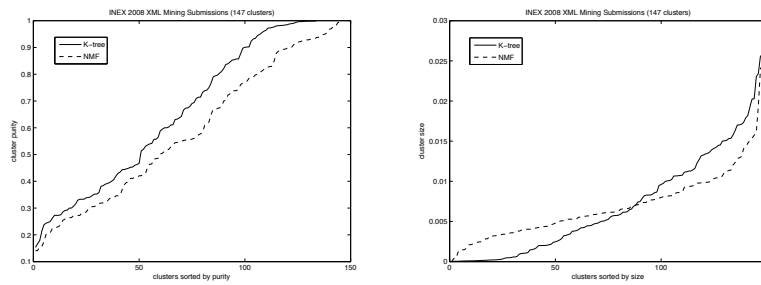 INEX 2008 XML Mining Submissions (147 clusters)
1
0.9
0.8
0.7
0.6
0.5
0.4
0.3
0.2
0.1
cluster purity
K-tree
NMF
0
50
100
150
clusters sorted by purity
INEX 2008 XML Mining Submissions (147 clusters)
0.03
0.025
0.02
0.015
0.01
0.005
0
cluster size
K-tree
NMF
0
50
100
clusters sorted by size